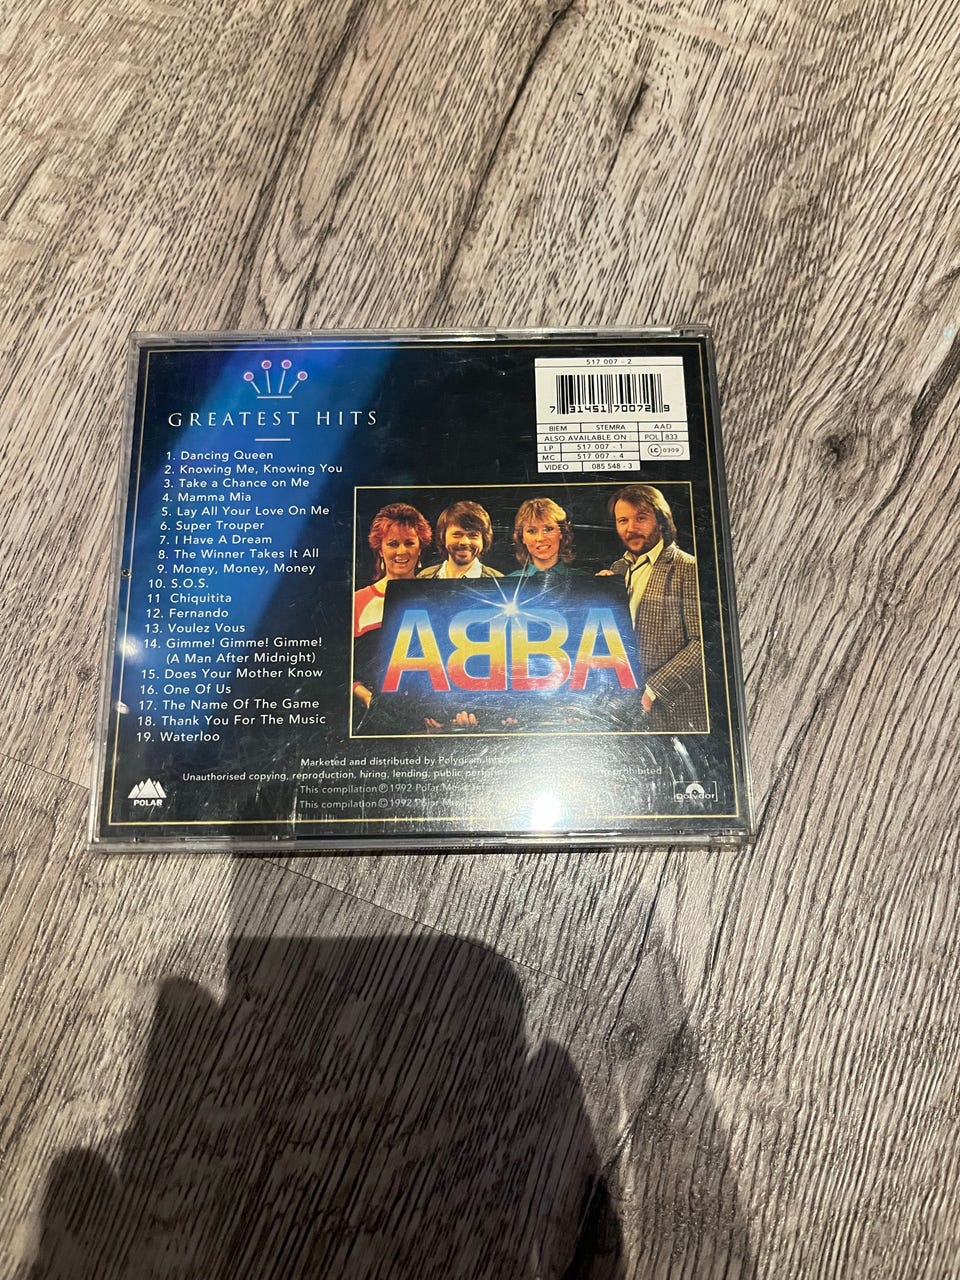 517 007 - 2
7 31451 70072 9
BIEM STEMRA AAD
ALSO AVAILABLE ON : POL 833
LP 517 007 - 1 LC 0309
MC 517 007 - 4
VIDEO 085 548 - 3
GREATEST HITS
1. Dancing Queen
2. Knowing Me, Knowing You
3. Take a Chance on Me
4. Mamma Mia
5. Lay All Your Love On Me
6. Super Trouper
7. I Have A Dream
8. The Winner Takes It All
9. Money, Money, Money
10. S.O.S.
11 Chiquitita
12. Fernando
13. Voulez Vous
14. Gimme! Gimme! Gimme!
(A Man After Midnight)
15. Does Your Mother Know
16. One Of Us
17. The Name Of The Game
18. Thank You For The Music
19. Waterloo
ABBA
Marketed and distributed by Polygram
Unauthorised copying, reproduction, hiring, lending, public prohibited
This compilation ℗ 1992 Polar Music
This compilation © 1992 Polar
POLAR
polydor